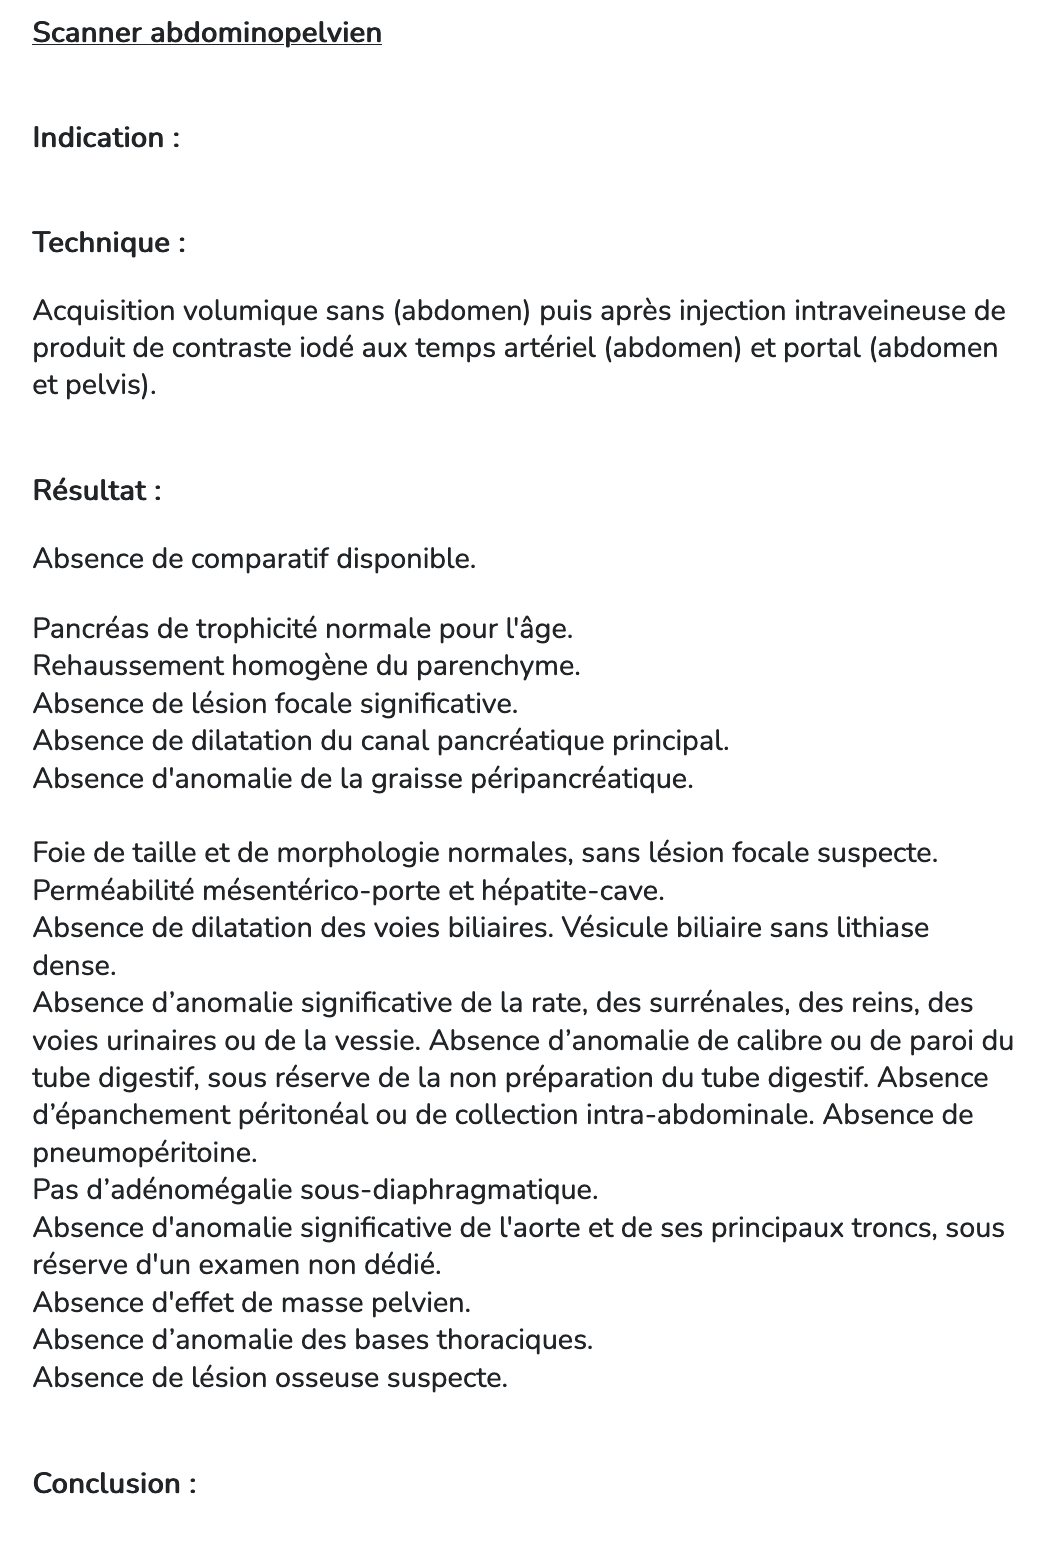 Scanner abdominopelvien
Indication :
Technique :
Acquisition volumique sans (abdomen) puis après injection intraveineuse de
produit de contraste iodé aux temps artériel (abdomen) et portal (abdomen
et pelvis).
Résultat :
Absence de comparatif disponible.
Pancréas de trophicité normale pour l'âge.
Rehaussement homogène du parenchyme.
Absence de lésion focale significative.
Absence de dilatation du canal pancréatique principal.
Absence d'anomalie de la graisse péripancréatique.
Foie de taille et de morphologie normales, sans lésion focale suspecte.
Perméabilité mésentérico-porte et hépatite-cave.
Absence de dilatation des voies biliaires. Vésicule biliaire sans lithiase
dense.
Absence d’anomalie significative de la rate, des surrénales, des reins, des
voies urinaires ou de la vessie. Absence d’anomalie de calibre ou de paroi du
tube digestif, sous réserve de la non préparation du tube digestif. Absence
d’épanchement péritonéal ou de collection intra-abdominale. Absence de
pneumopéritoine.
Pas d’adénomégalie sous-diaphragmatique.
Absence d'anomalie significative de l'aorte et de ses principaux troncs, sous
réserve d'un examen non dédié.
Absence d'effet de masse pelvien.
Absence d’anomalie des bases thoraciques.
Absence de lésion osseuse suspecte.
Conclusion :